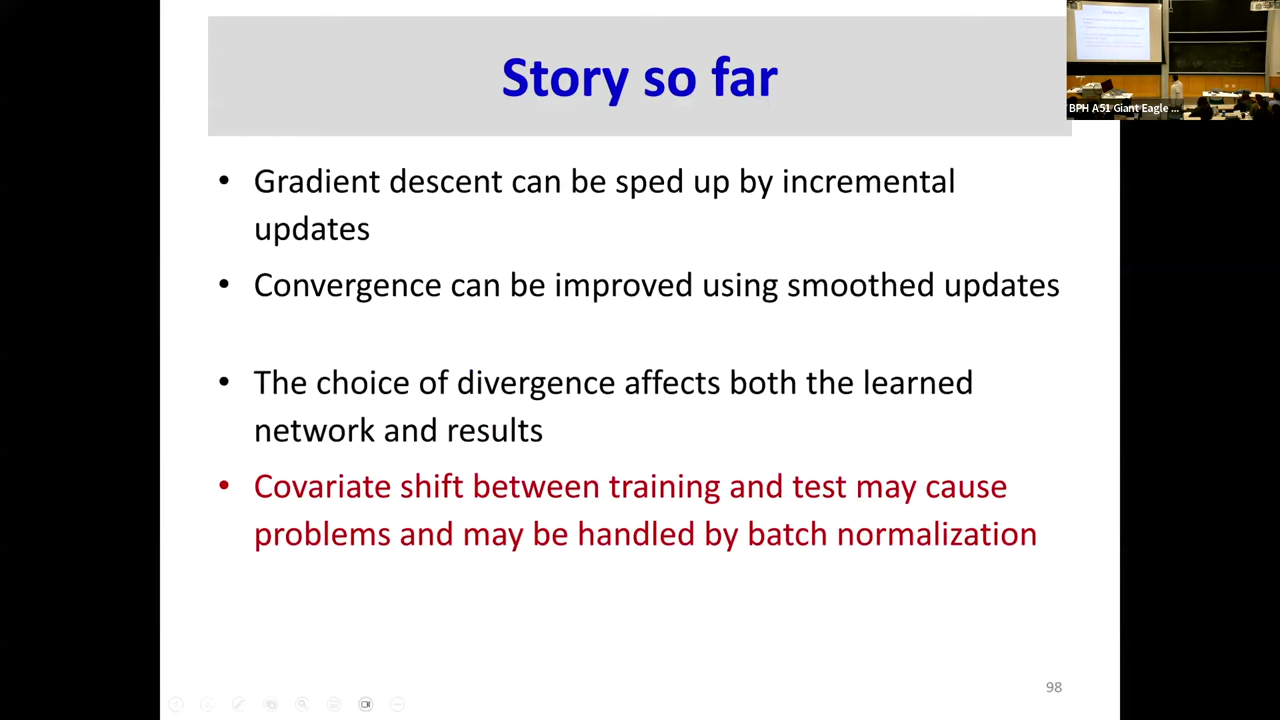 Story so far
BPH A51 Giant Eagle ...
• Gradient descent can be sped up by incremental
updates
• Convergence can be improved using smoothed updates
• The choice of divergence affects both the learned
network and results
• Covariate shift between training and test may cause
problems and may be handled by batch normalization
98